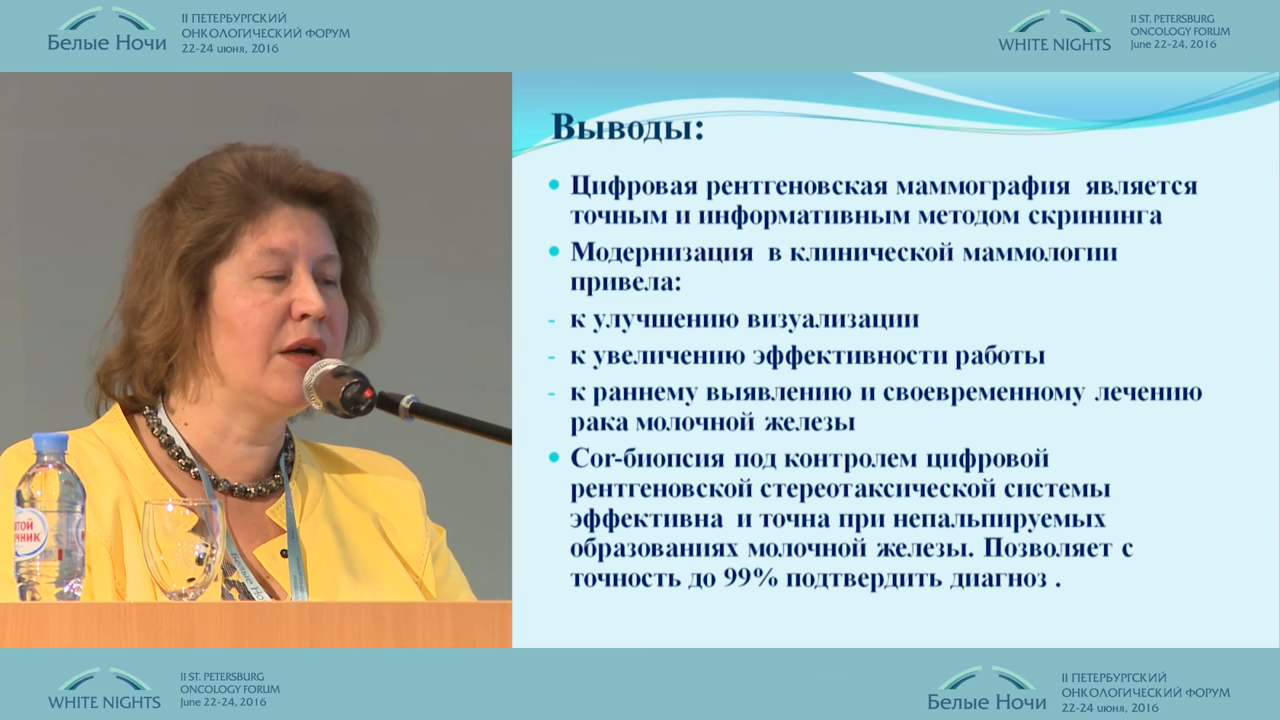 Белые Ночи
II ПЕТЕРБУРГСКИЙ
ОНКОЛОГИЧЕСКИЙ ФОРУМ
22-24 июня, 2016
WHITE NIGHTS
II ST. PETERSBURG
ONCOLOGY FORUM
June 22-24, 2016
Выводы:
Цифровая рентгеновская маммография является
точным и информативным методом скрининга
Модернизация в клинической маммологии
привела:
- к улучшению визуализации
- к увеличению эффективности работы
- к раннему выявлению и своевременному лечению
рака молочной железы
Cor-биопсия под контролем цифровой
рентгеновской стереотаксической системы
эффективна и точна при непальпируемых
образованиях молочной железы. Позволяет с
точность до 99% подтвердить диагноз .
WHITE NIGHTS
II ST. PETERSBURG
ONCOLOGY FORUM
June 22-24, 2016
Белые Ночи
II ПЕТЕРБУРГСКИЙ
ОНКОЛОГИЧЕСКИЙ ФОРУМ
22-24 июня, 2016